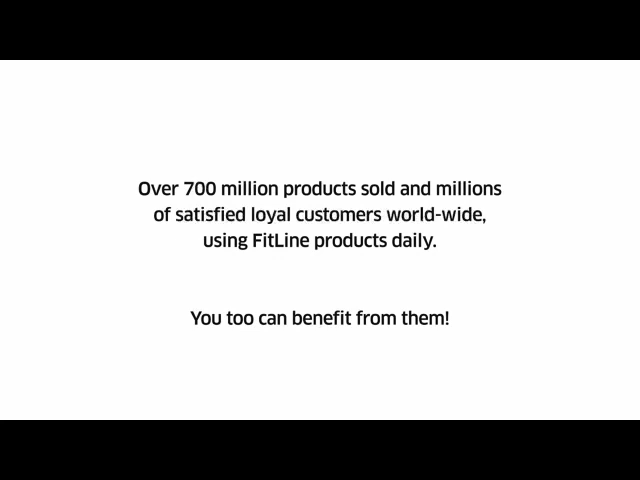 Over 700 million products sold and millions
of satisfied loyal customers world-wide,
using FitLine products daily.
You too can benefit from them!